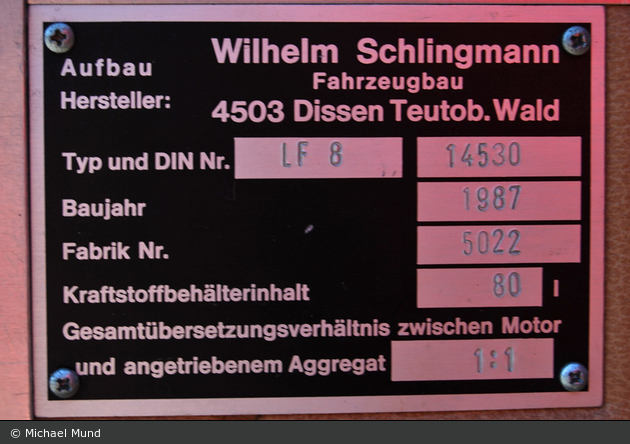 Aufbau Wilhelm Schlingmann
Hersteller: Fahrzeugbau
4503 Dissen Teutob. Wald
Typ und DIN Nr. LF 8 14530
Baujahr 1987
Fabrik Nr. 5022
Kraftstoffbehälterinhalt 80 l
Gesamtübersetzungsverhältnis zwischen Motor
und angetriebenem Aggregat 1:1
© Michael Mund